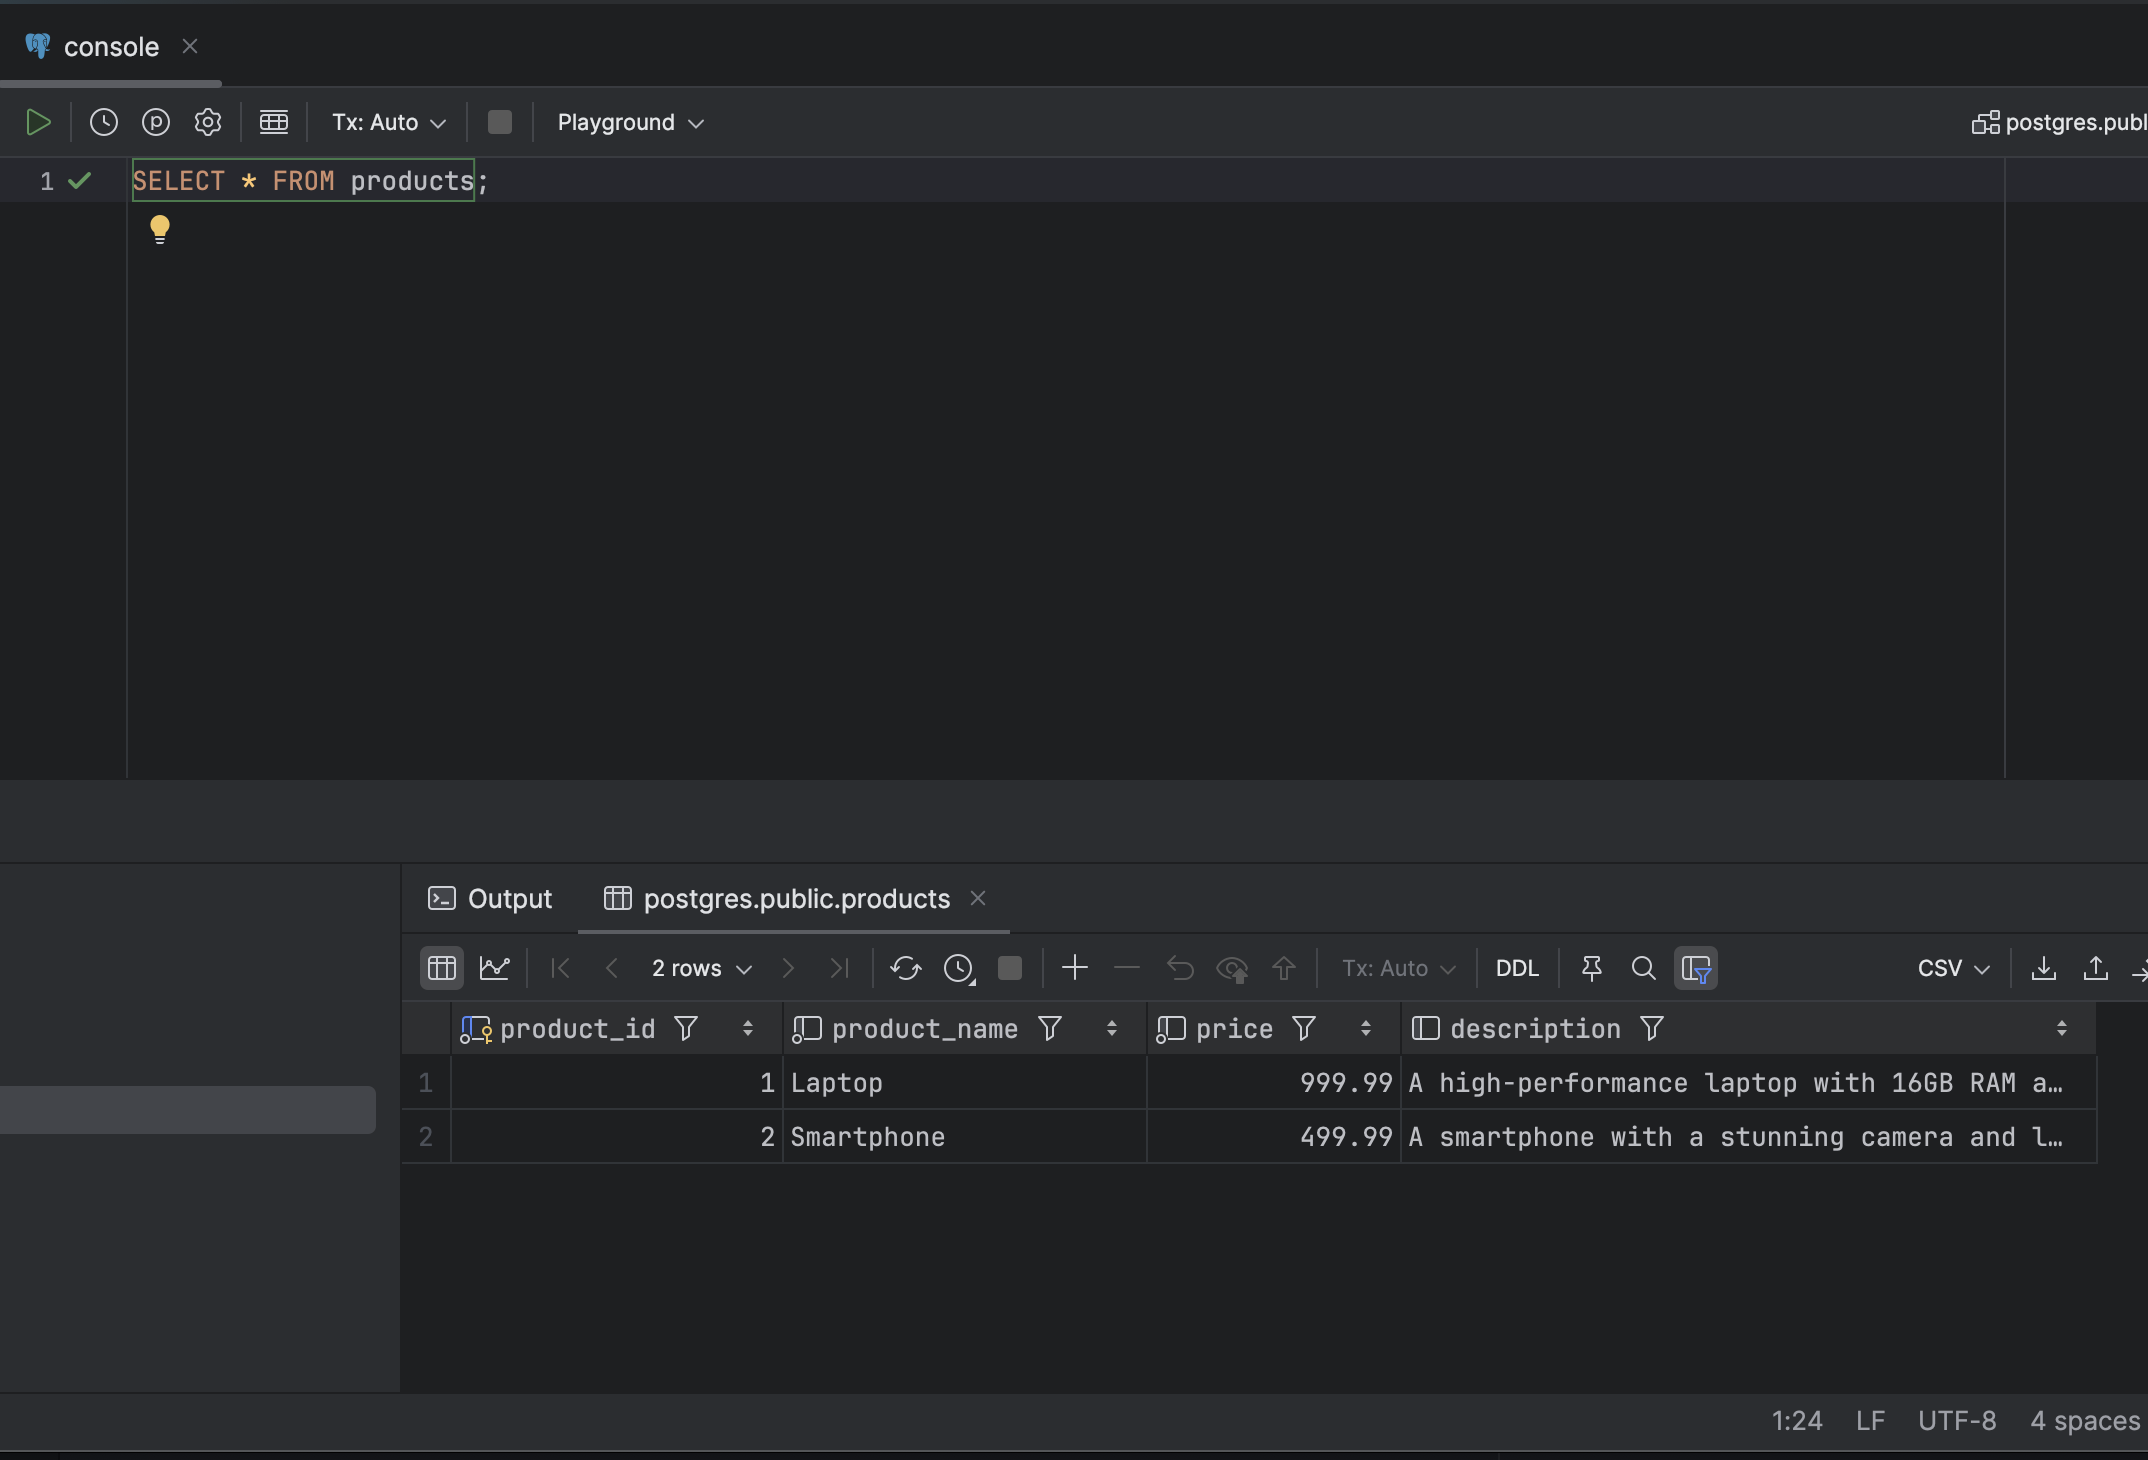 console
Tx: Auto
Playground
postgres.publ
1 SELECT * FROM products;
Output
postgres.public.products
2 rows
Tx: Auto
DDL
CSV
product_id product_name price description
1 1 Laptop 999.99 A high-performance laptop with 16GB RAM a…
2 2 Smartphone 499.99 A smartphone with a stunning camera and l…
1:24 LF UTF-8 4 spaces